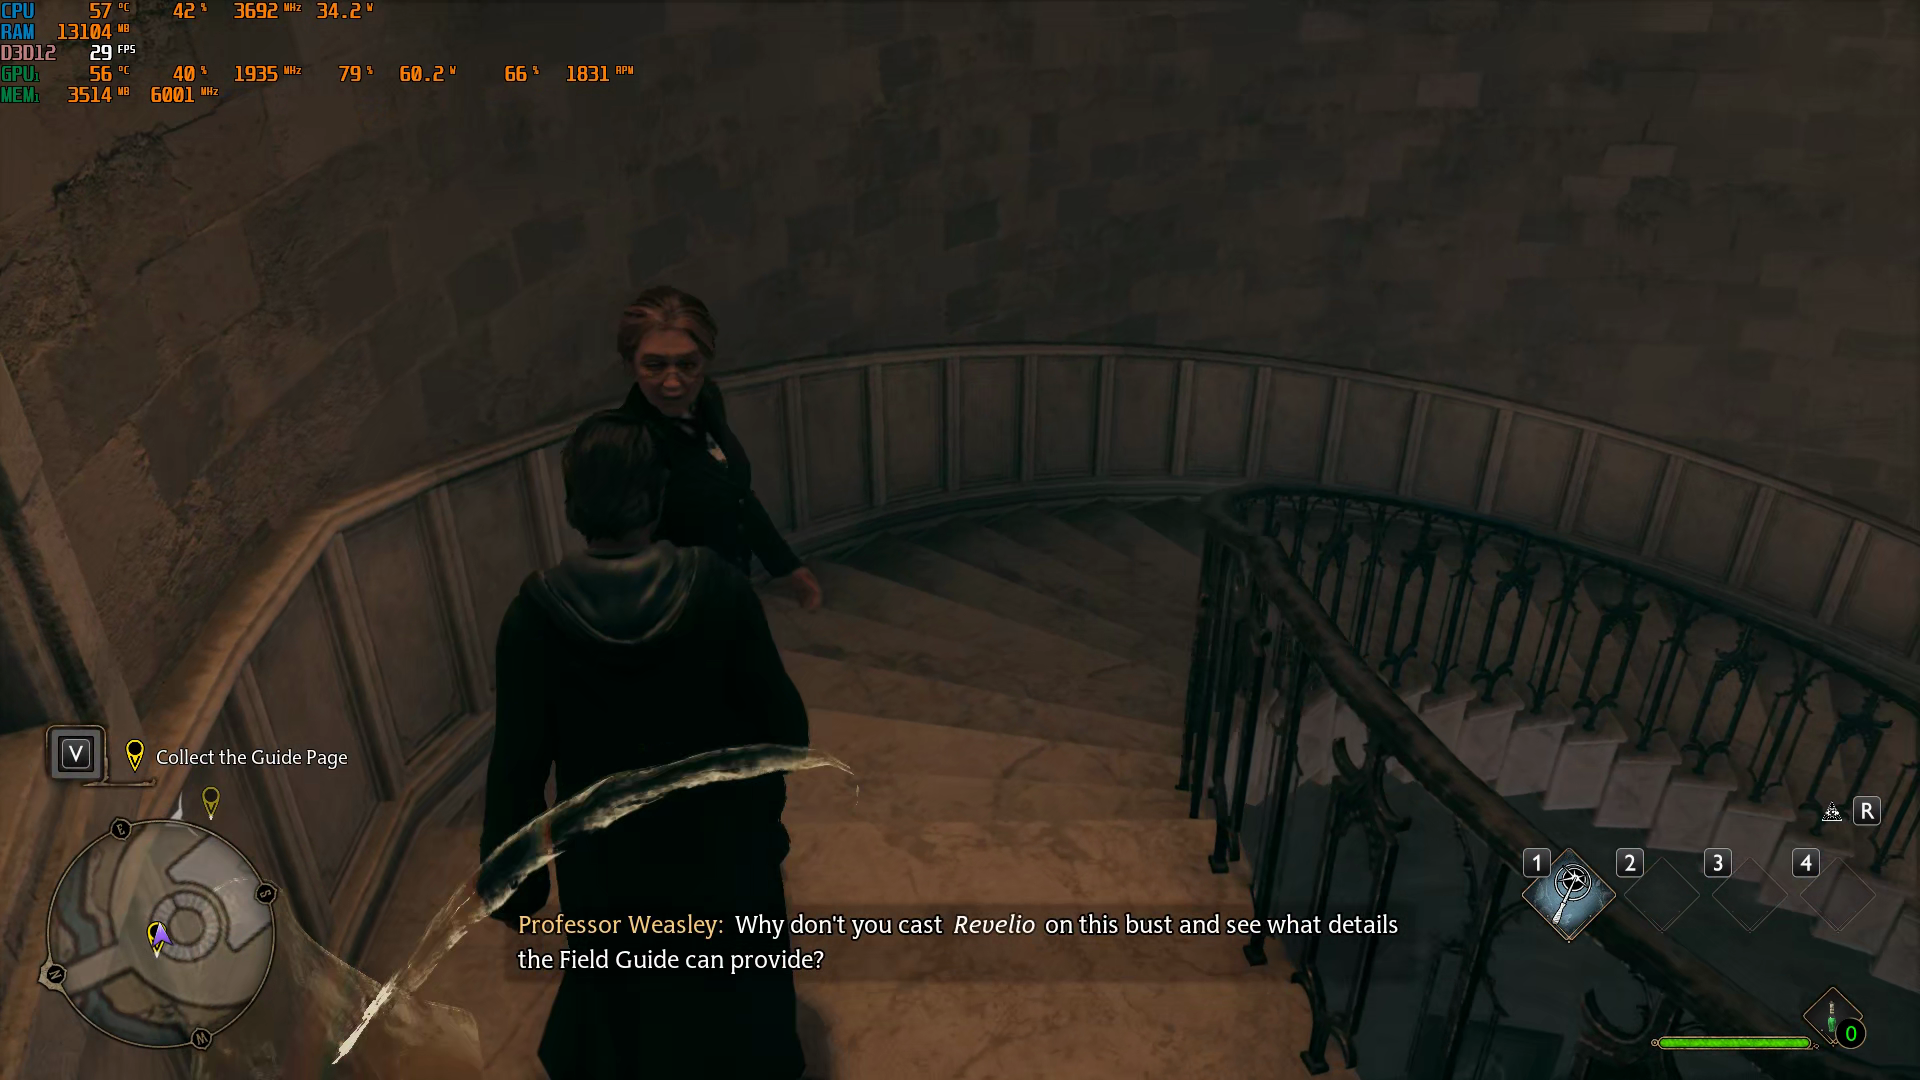 CPU 57 °C 42 % 3692 MHz 34.2 W
RAM 13104 MB
D3D12 29 FPS
GPU1 56 °C 40 % 1935 MHz 79 % 60.2 W 66 % 1831 RPM
MEM1 3514 MB 6001 MHz
V Collect the Guide Page
E
S
N
W
R
1 2 3 4
Professor Weasley: Why don't you cast Revelio on this bust and see what details
the Field Guide can provide?
0